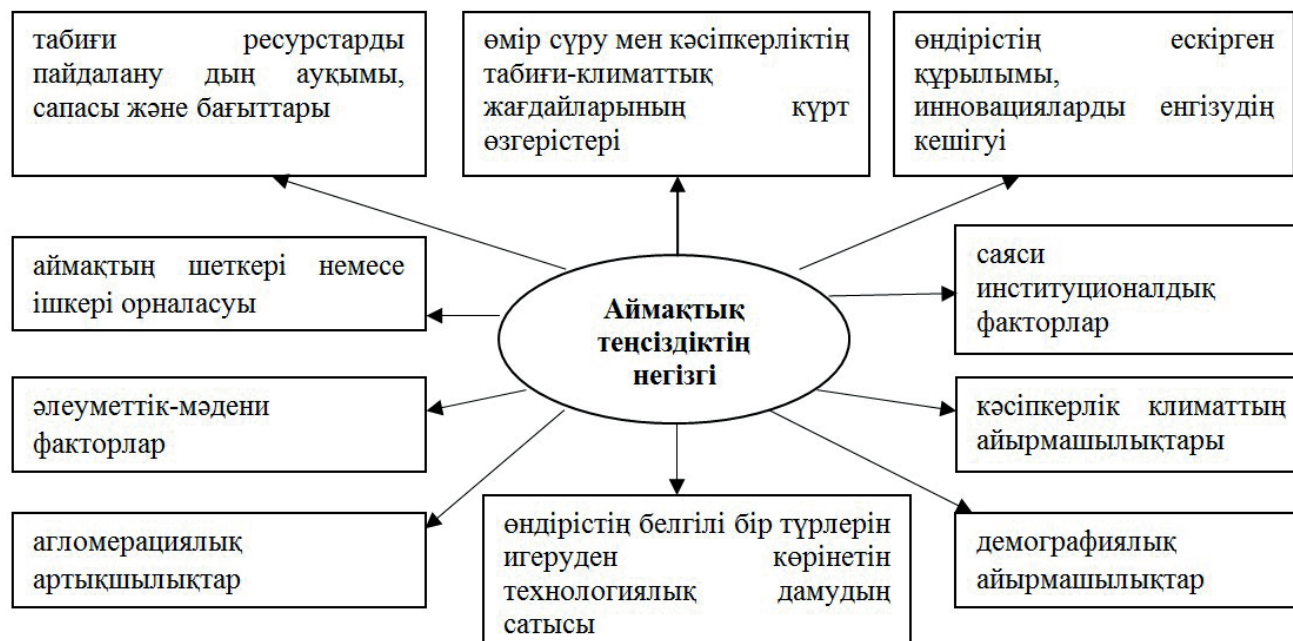 табиғи ресурстарды
пайдалану дың ауқымы,
сапасы және бағыттары
өмір сүру мен кәсіпкерліктің
табиғи-климаттық
жағдайларының күрт
өзгерістері
өндірістің ескірген
құрылымы,
инновацияларды енгізудің
кешігуі
аймақтың шеткері немесе
ішкері орналасуы
Аймақтық
теңсіздіктің
негізгі
саяси
институционалдық
факторлар
әлеуметтік-мәдени
факторлар
кәсіпкерлік климаттың
айырмашылықтары
агломерациялық
артықшылықтар
өндірістің белгілі бір түрлерін
игеруден көрінетін
технологиялық дамудың
сатысы
демографиялық
айырмашылықтар